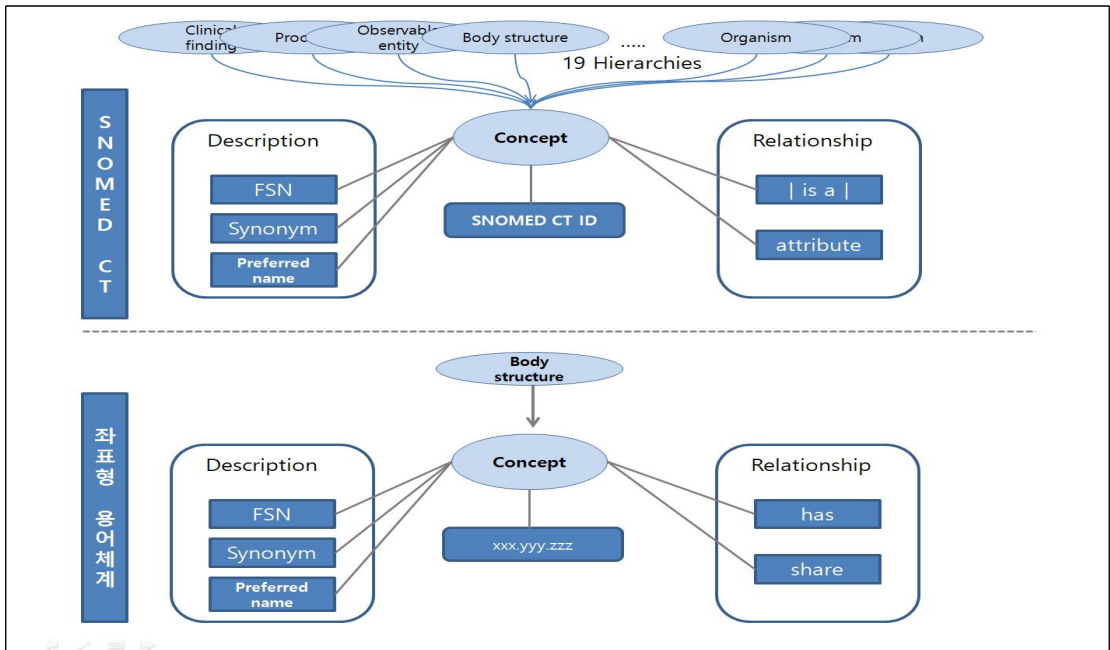 Clinical
finding
Proc
Observable
entity
Body structure
.....
Organism
m
n
19 Hierarchies
SNOMED CT
Description
FSN
Synonym
Preferred
name
Concept
SNOMED CT ID
Relationship
| is a |
attribute
Body
structure
좌표형 용어체계
Description
FSN
Synonym
Preferred
name
Concept
xxx.yyy.zzz
Relationship
has
share